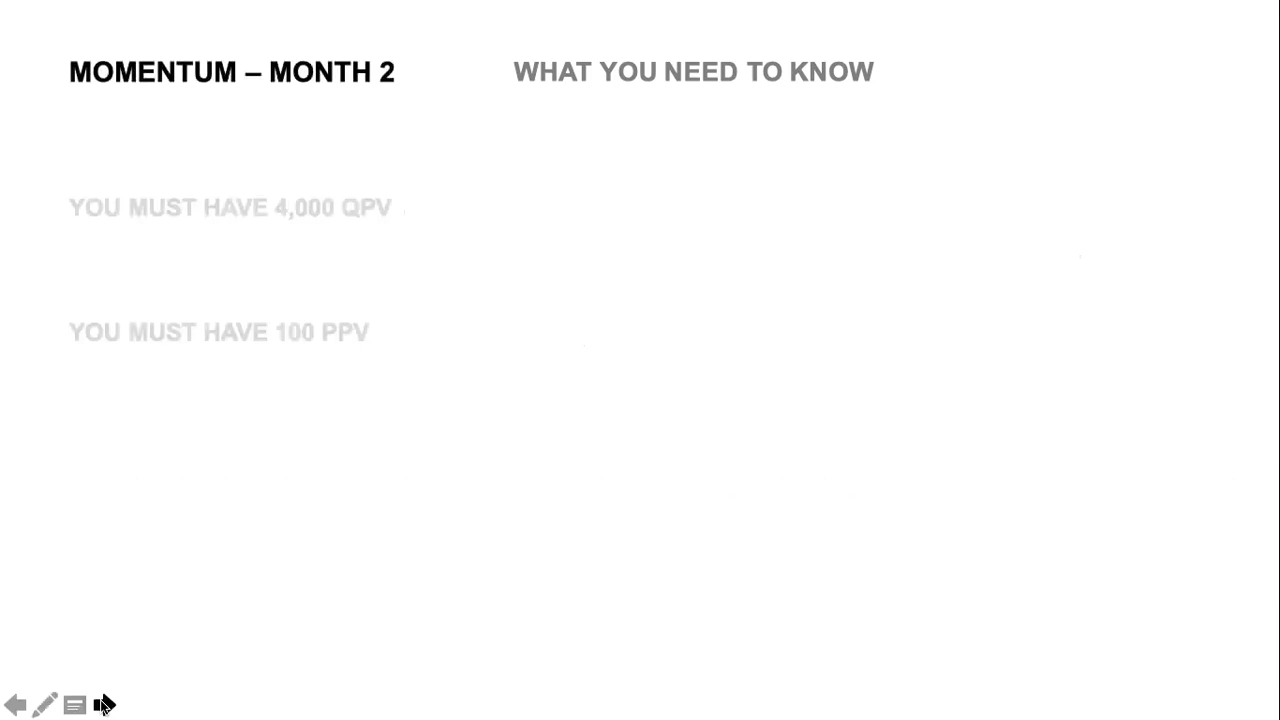 MOMENTUM – MONTH 2
WHAT YOU NEED TO KNOW
YOU MUST HAVE 4,000 QPV
YOU MUST HAVE 100 PPV